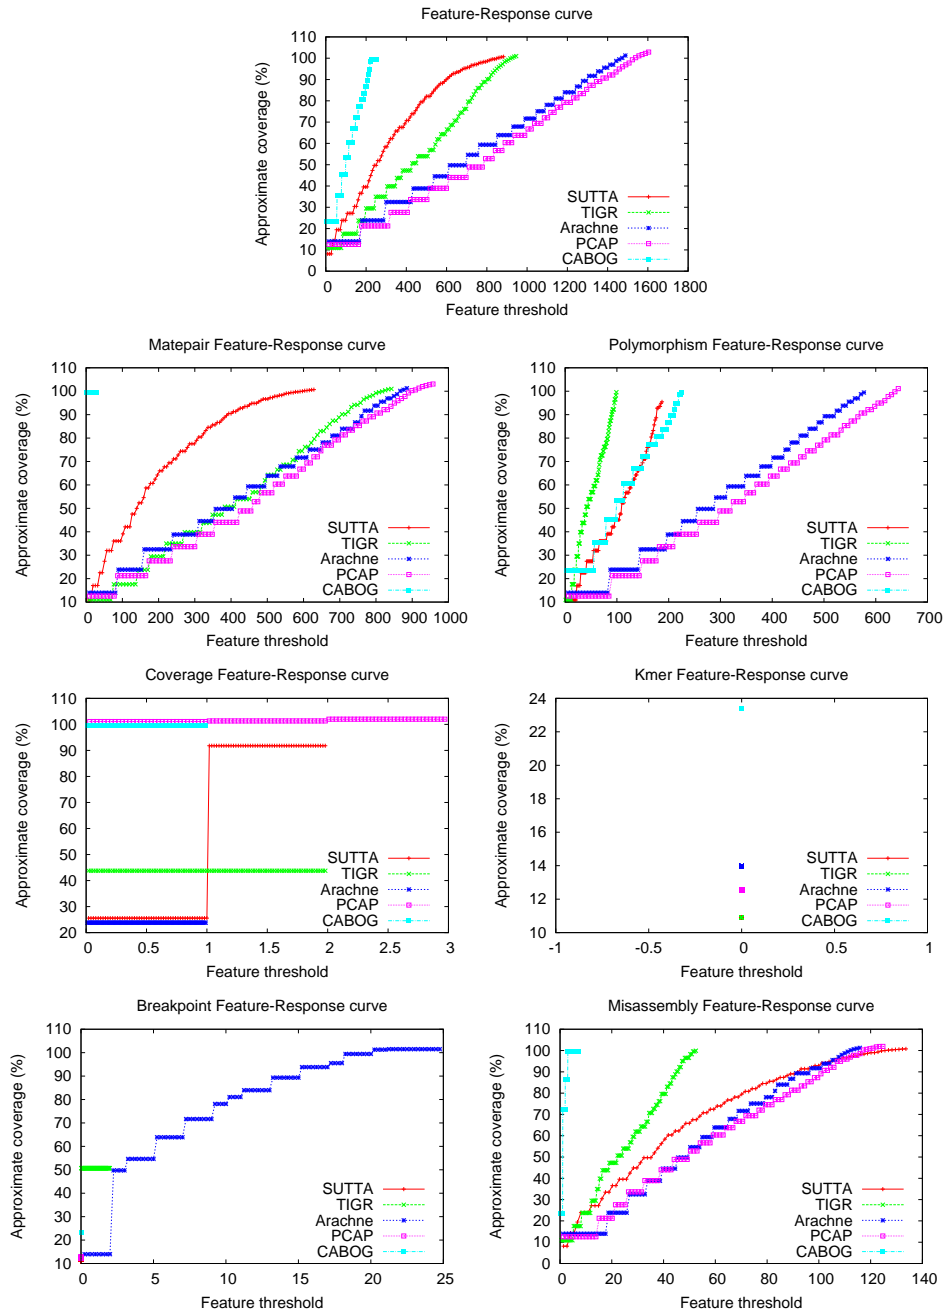 Feature-Response curve
Approximate coverage (%)
110
100
90
80
70
60
50
40
30
20
10
0
SUTTA
TIGR
Arachne
PCAP
CABOG
0 200 400 600 800 1000 1200 1400 1600 1800
Feature threshold
Matepair Feature-Response curve
Approximate coverage (%)
110
100
90
80
70
60
50
40
30
20
10
SUTTA
TIGR
Arachne
PCAP
CABOG
0 100 200 300 400 500 600 700 800 900 1000
Feature threshold
Polymorphism Feature-Response curve
Approximate coverage (%)
110
100
90
80
70
60
50
40
30
20
10
SUTTA
TIGR
Arachne
PCAP
CABOG
0 100 200 300 400 500 600 700
Feature threshold
Coverage Feature-Response curve
Approximate coverage (%)
110
100
90
80
70
60
50
40
30
20
SUTTA
TIGR
Arachne
PCAP
CABOG
0 0.5 1 1.5 2 2.5 3
Feature threshold
Kmer Feature-Response curve
Approximate coverage (%)
24
22
20
18
16
14
12
10
SUTTA
TIGR
Arachne
PCAP
CABOG
-1 -0.5 0 0.5 1
Feature threshold
Breakpoint Feature-Response curve
Approximate coverage (%)
110
100
90
80
70
60
50
40
30
20
10
SUTTA
TIGR
Arachne
PCAP
CABOG
0 5 10 15 20 25
Feature threshold
Misassembly Feature-Response curve
Approximate coverage (%)
110
100
90
80
70
60
50
40
30
20
10
0
SUTTA
TIGR
Arachne
PCAP
CABOG
0 20 40 60 80 100 120 140
Feature threshold